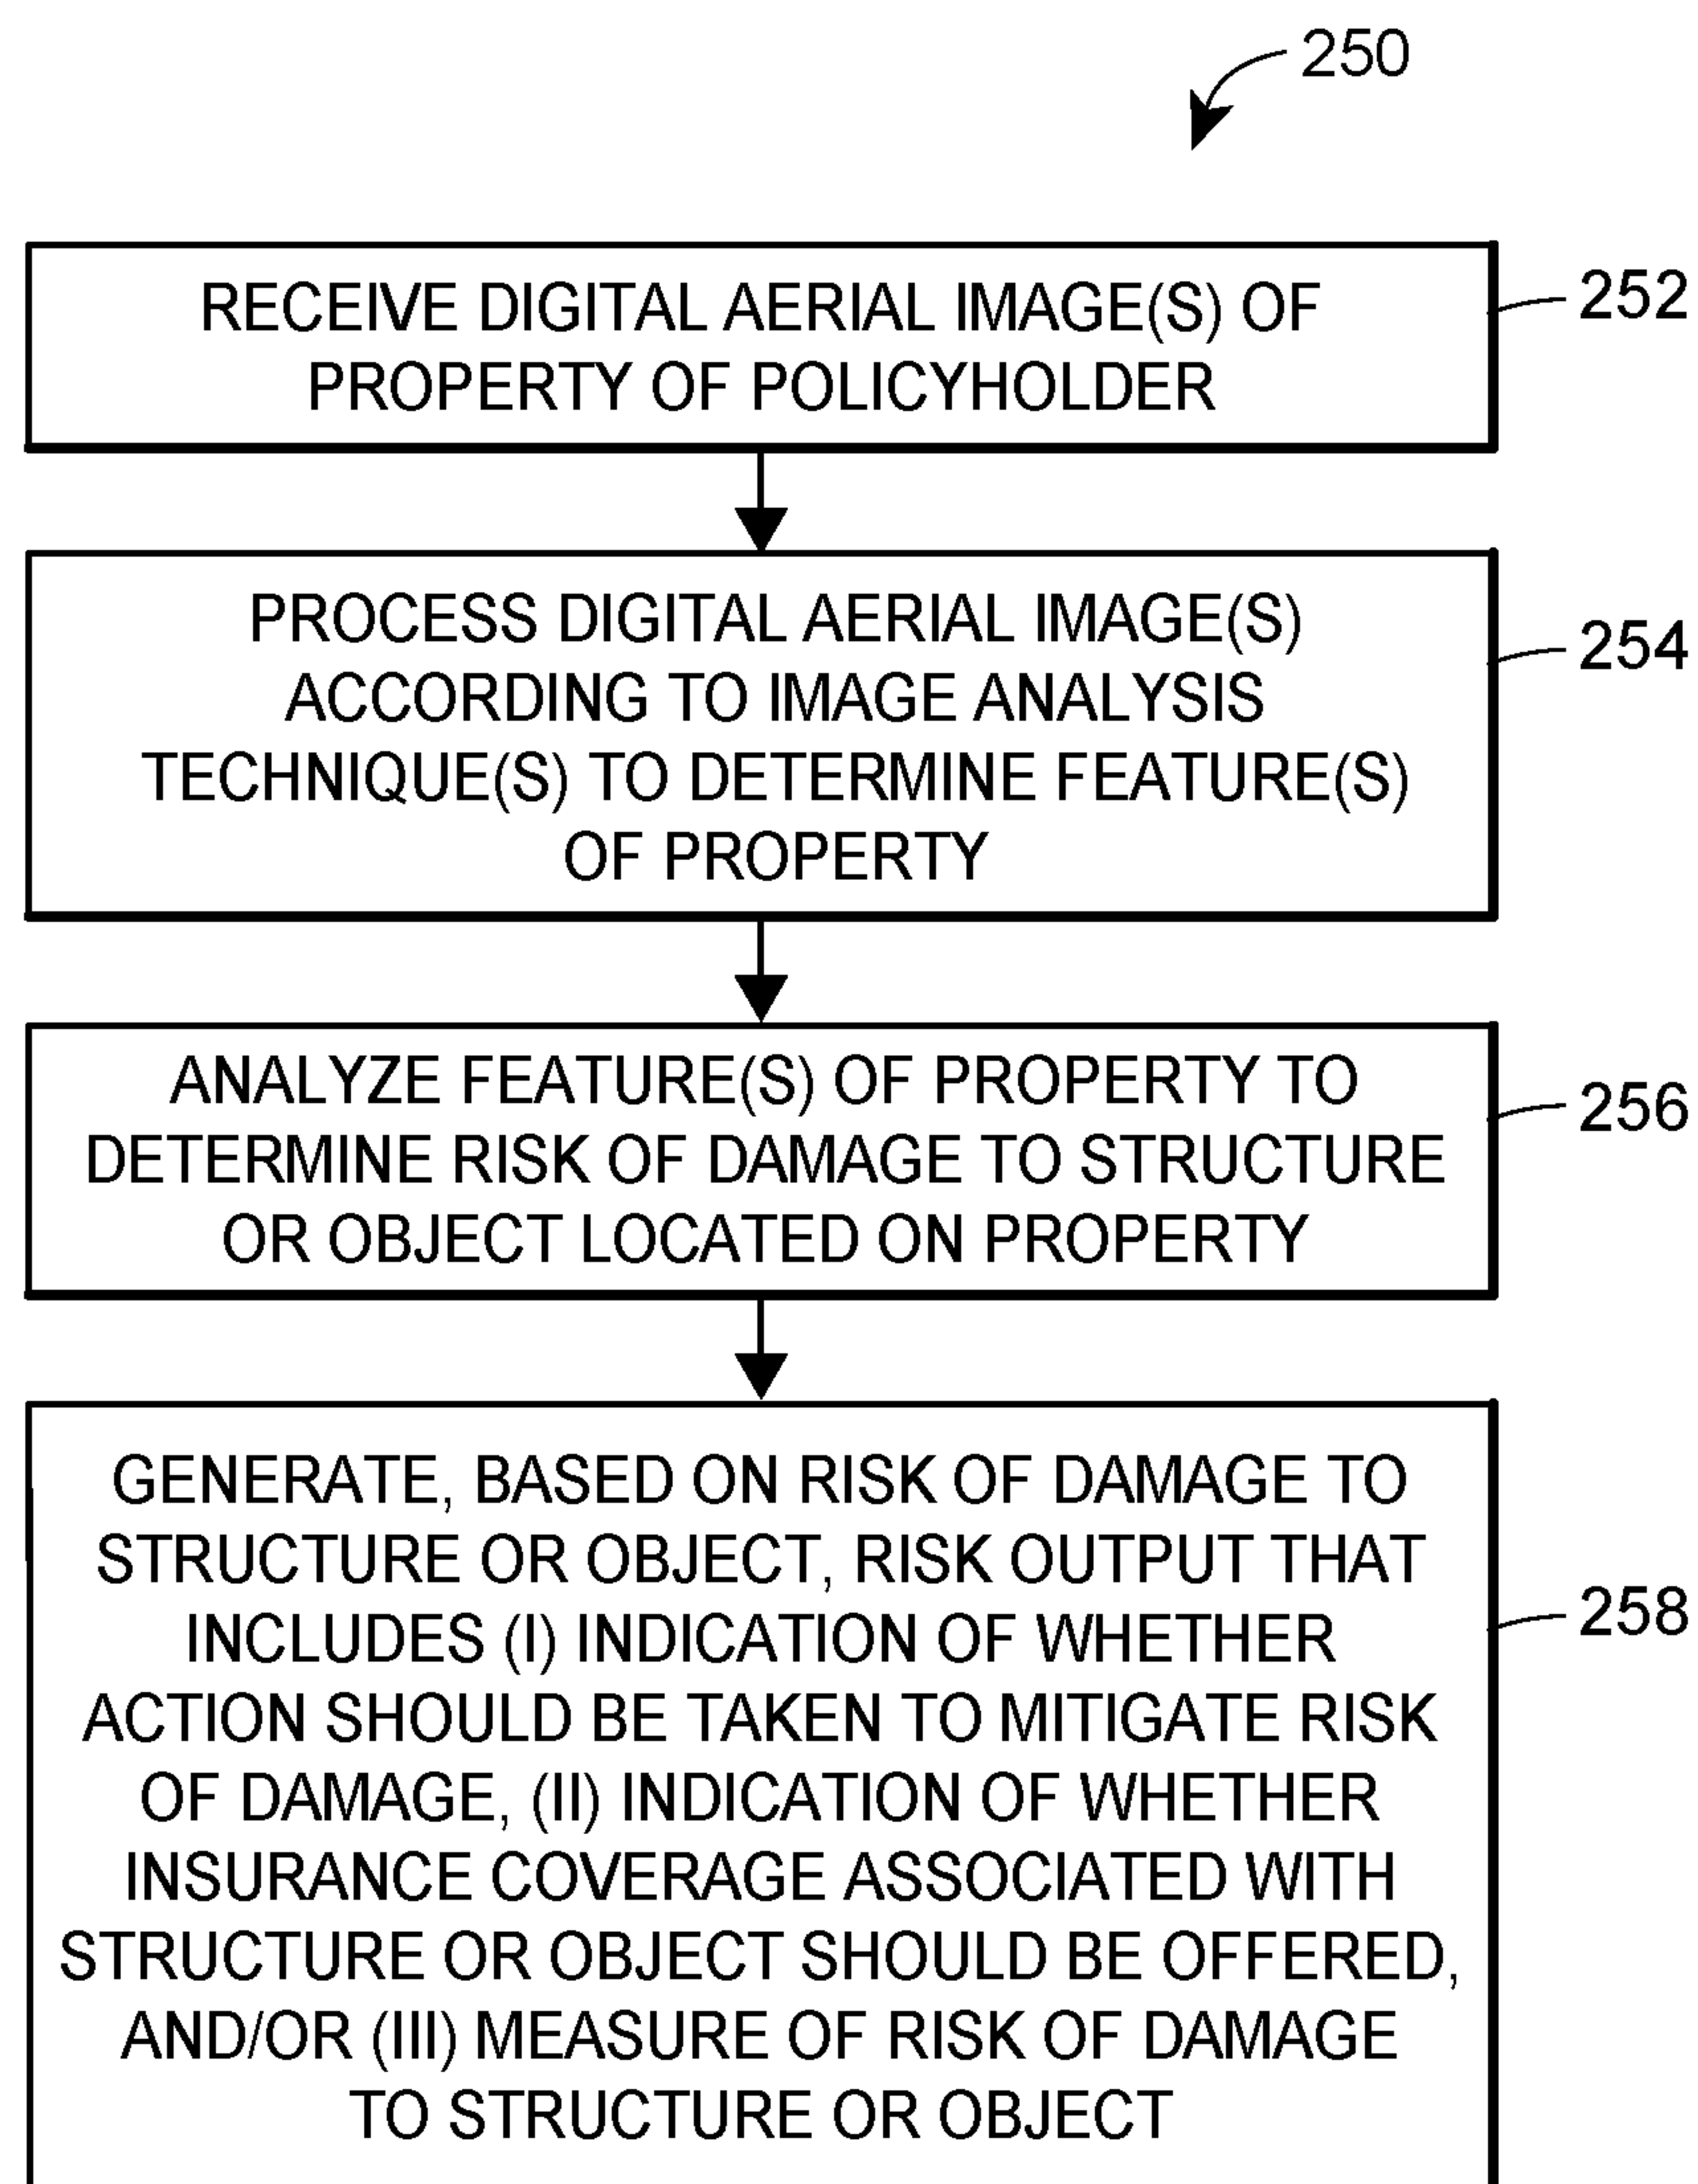 250
RECEIVE DIGITAL AERIAL IMAGE(S) OF
PROPERTY OF POLICYHOLDER
252
PROCESS DIGITAL AERIAL IMAGE(S)
ACCORDING TO IMAGE ANALYSIS
TECHNIQUE(S) TO DETERMINE FEATURE(S)
OF PROPERTY
254
ANALYZE FEATURE(S) OF PROPERTY TO
DETERMINE RISK OF DAMAGE TO STRUCTURE
OR OBJECT LOCATED ON PROPERTY
256
GENERATE, BASED ON RISK OF DAMAGE TO
STRUCTURE OR OBJECT, RISK OUTPUT THAT
INCLUDES (I) INDICATION OF WHETHER
ACTION SHOULD BE TAKEN TO MITIGATE RISK
OF DAMAGE, (II) INDICATION OF WHETHER
INSURANCE COVERAGE ASSOCIATED WITH
STRUCTURE OR OBJECT SHOULD BE OFFERED,
AND/OR (III) MEASURE OF RISK OF DAMAGE
TO STRUCTURE OR OBJECT
258